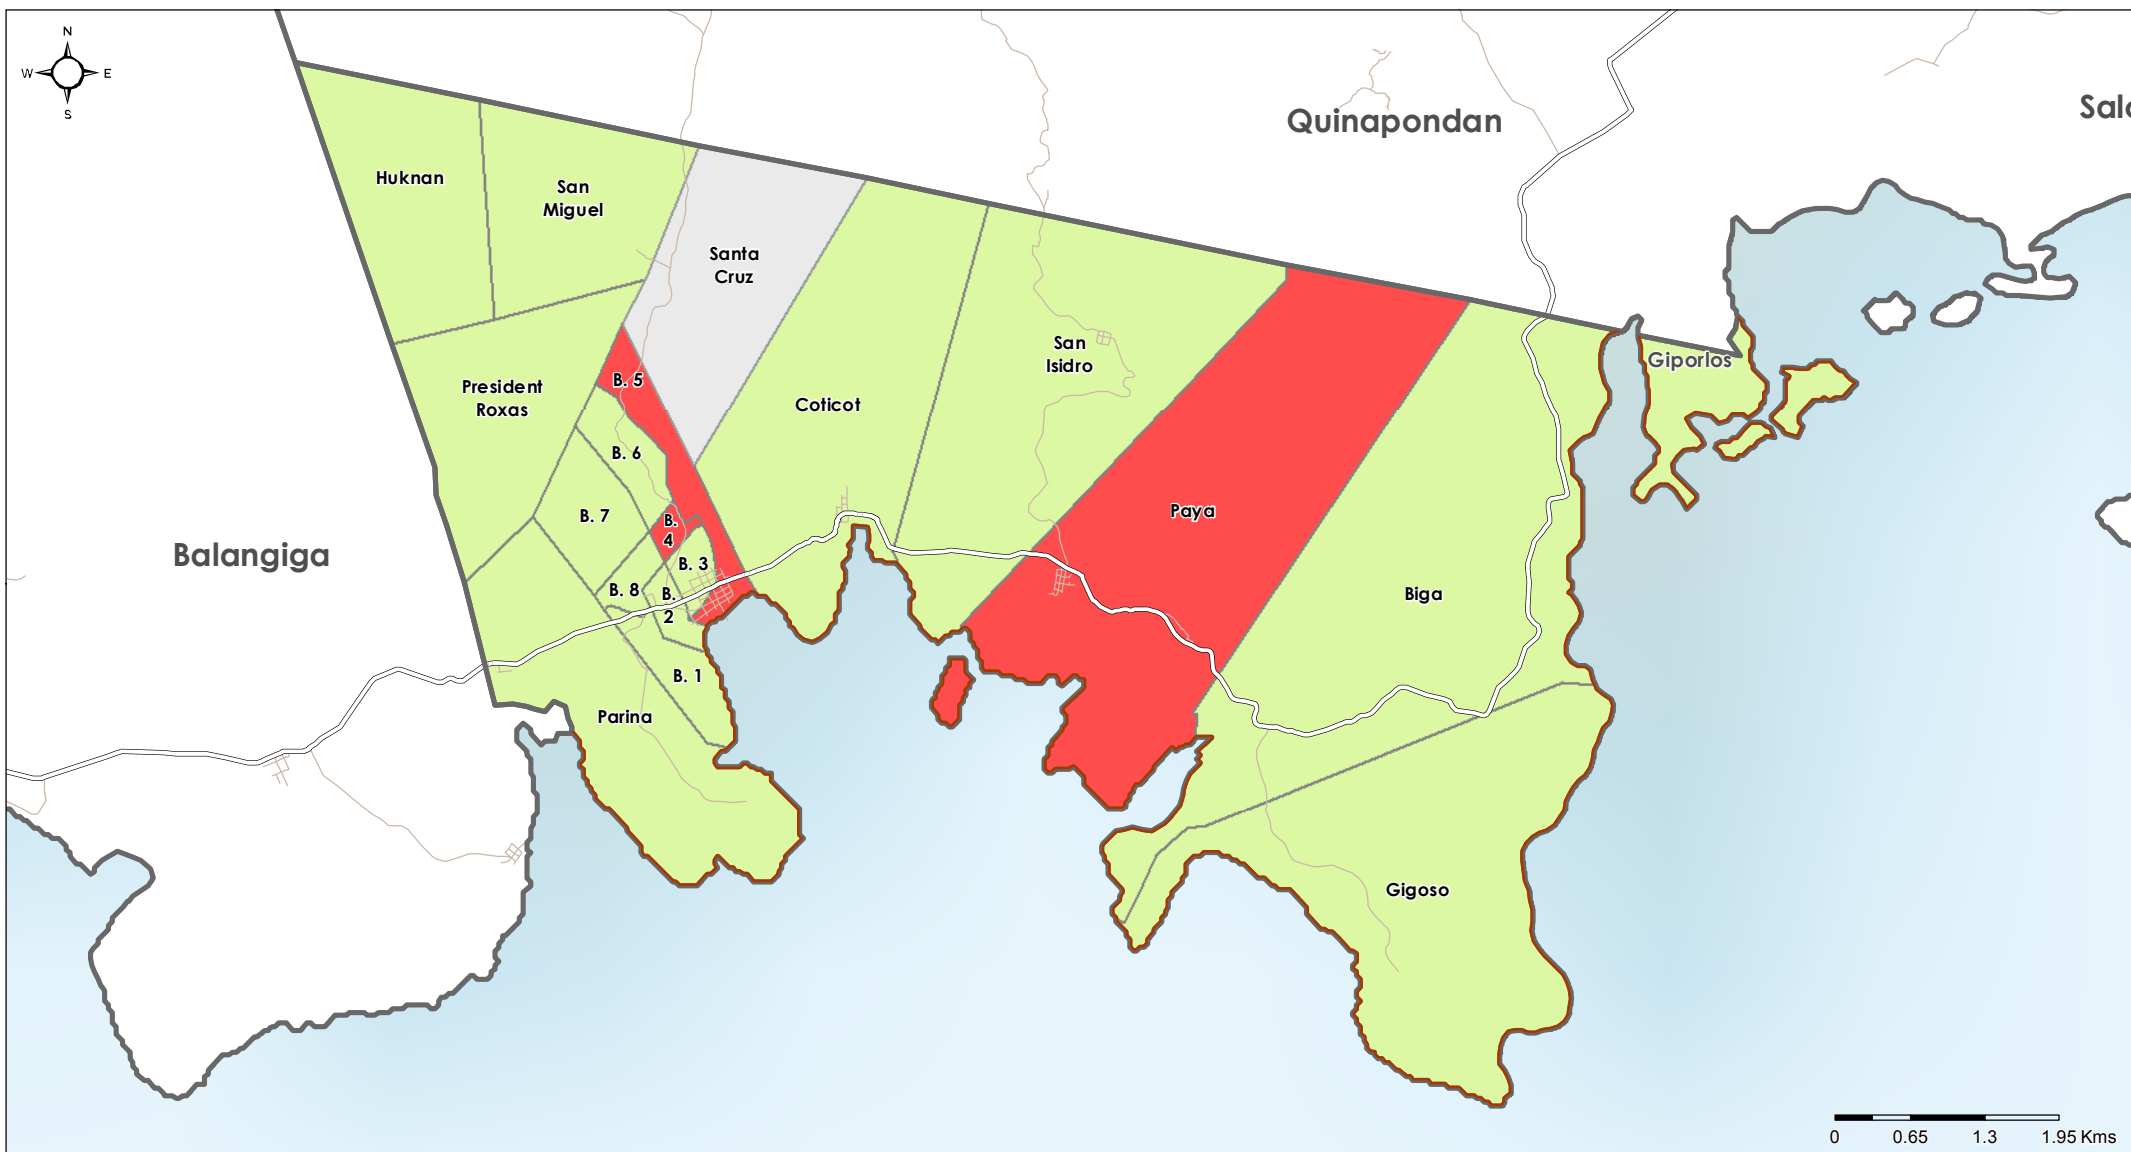 N
W E
S
Quinapondan
Sal
Huknan
San
Miguel
Santa
Cruz
San
Isidro
Giporlos
President
Roxas
B. 5
Coticot
B. 6
Paya
B. 7
B.
4
Balangiga
B. 3
B. 8
B.
2
Biga
B. 1
Parina
Gigoso
0 0.65 1.3 1.95 Kms